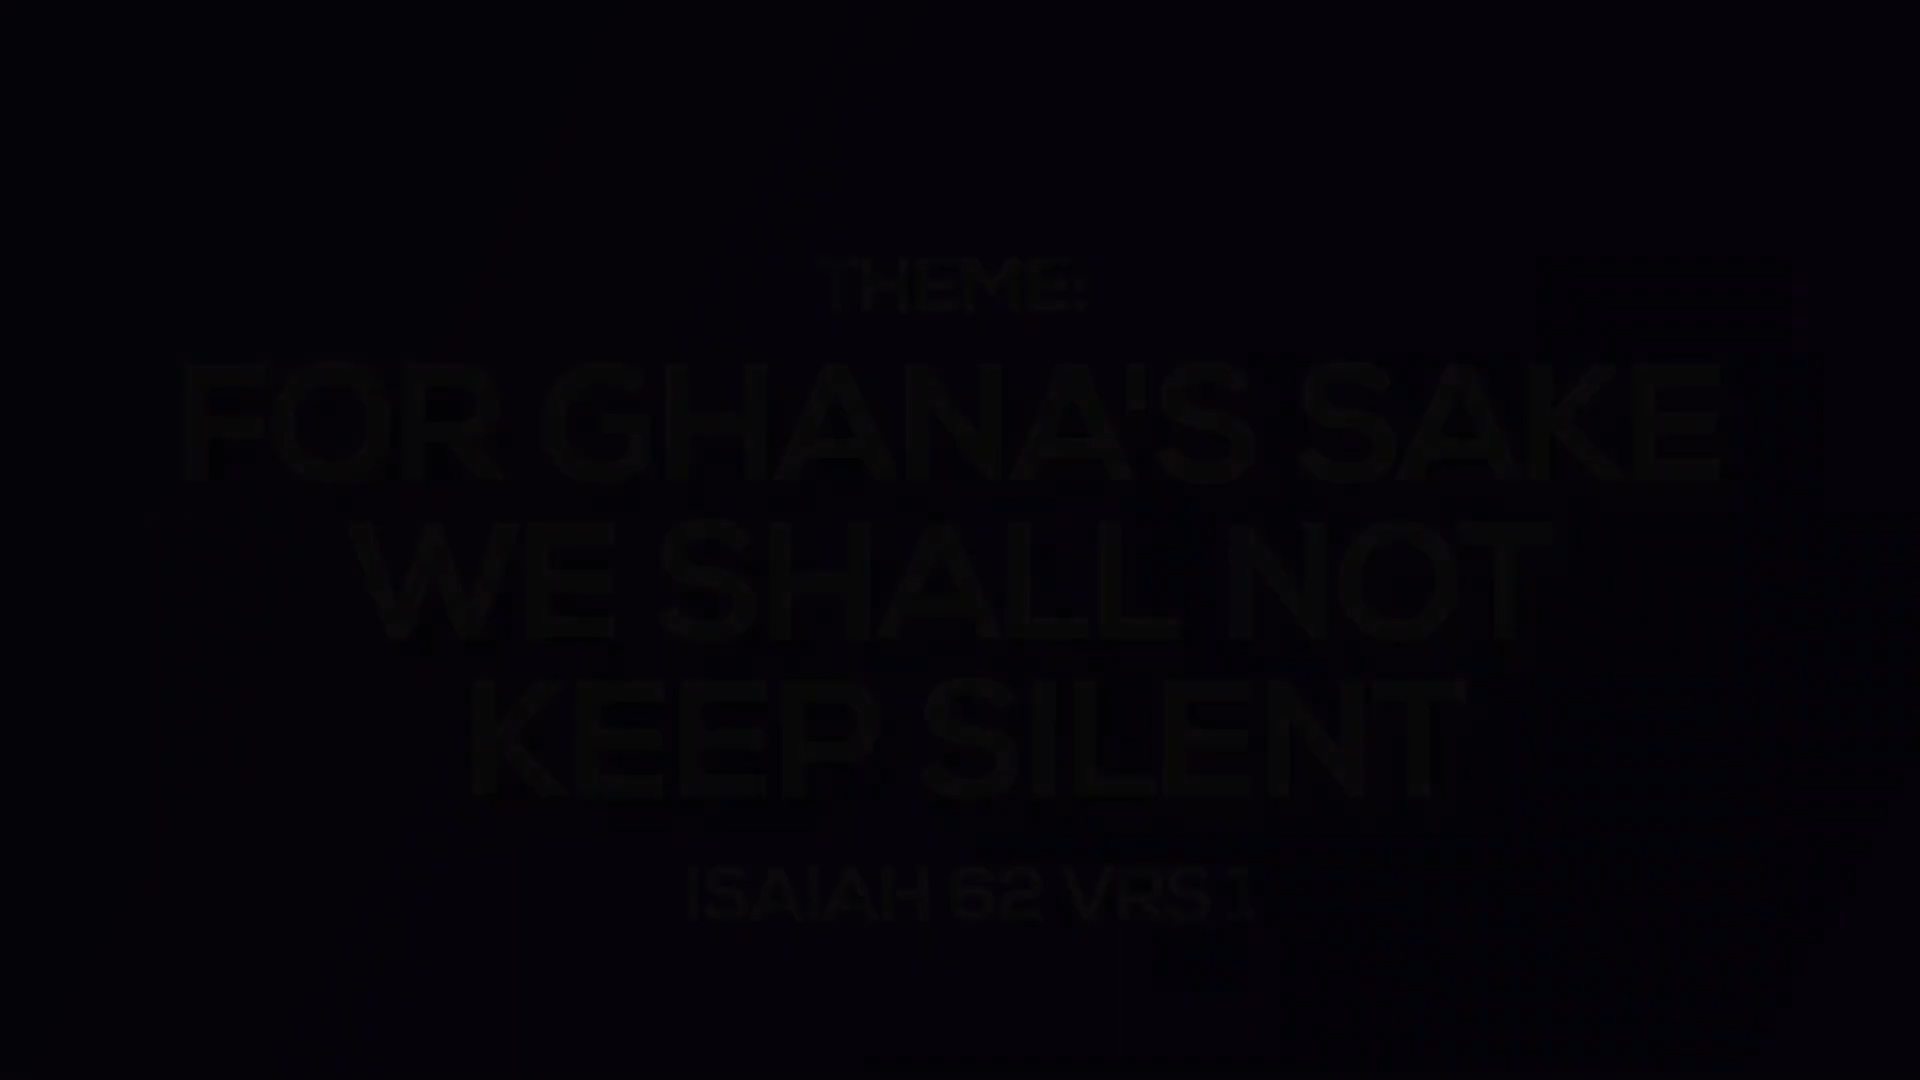 THEME:
FOR GHANA'S SAKE
WE SHALL NOT
KEEP SILENT
ISAIAH 62 VRS 1